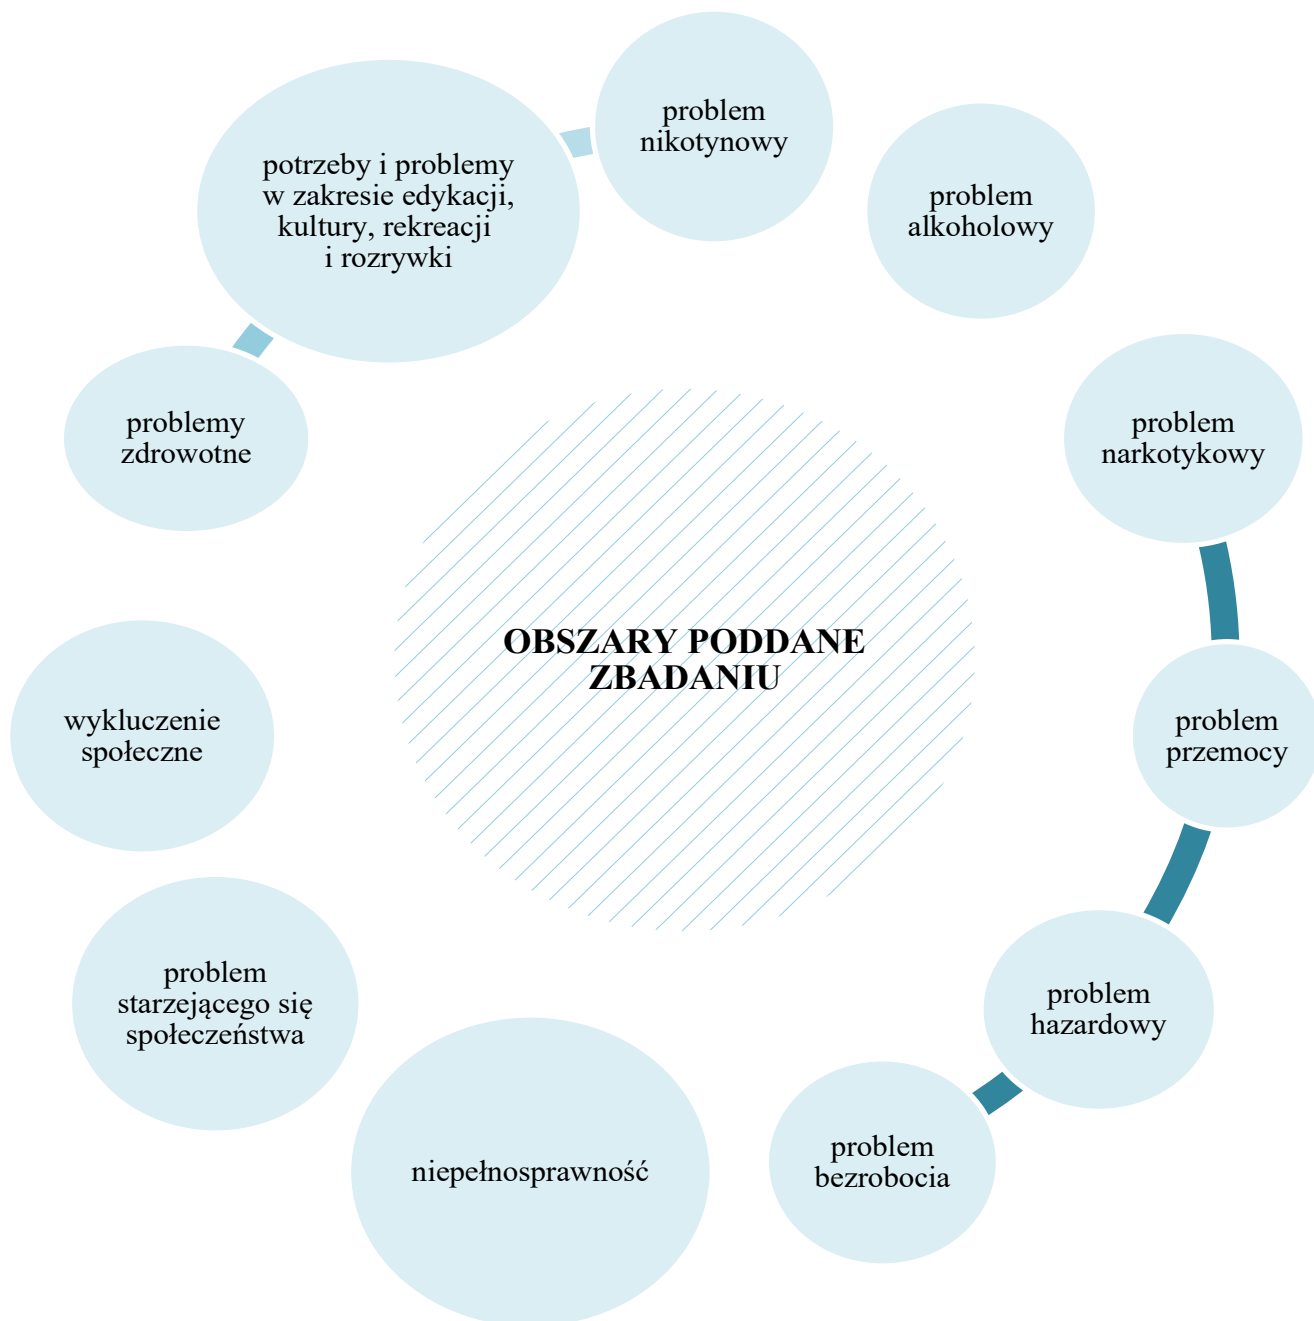 problem
nikotynowy
problem
alkoholowy
problem
narkotykowy
problem
przemocy
problem
hazardowy
problem
bezrobocia
niepełnosprawność
problem
starzejącego się
społeczeństwa
wykluczenie
społeczne
problemy
zdrowotne
potrzeby i problemy
w zakresie edykacji,
kultury, rekreacji
i rozrywki
OBSZARY PODDANE
ZBADANIU